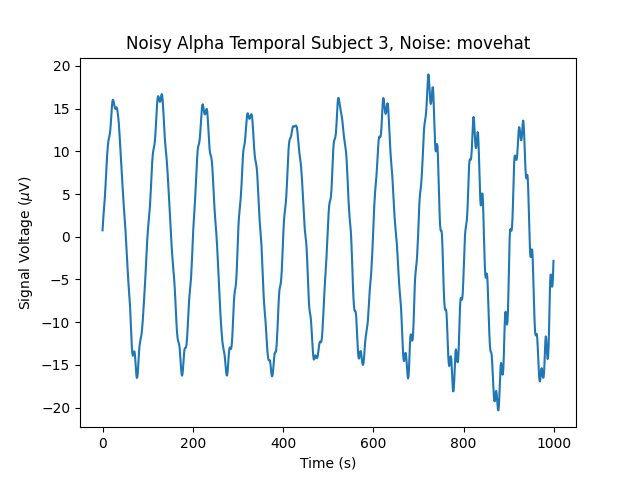 Noisy Alpha Temporal Subject 3, Noise: movehat
Signal Voltage (μV)
20
15
10
5
0
−5
−10
−15
−20
0 200 400 600 800 1000
Time (s)